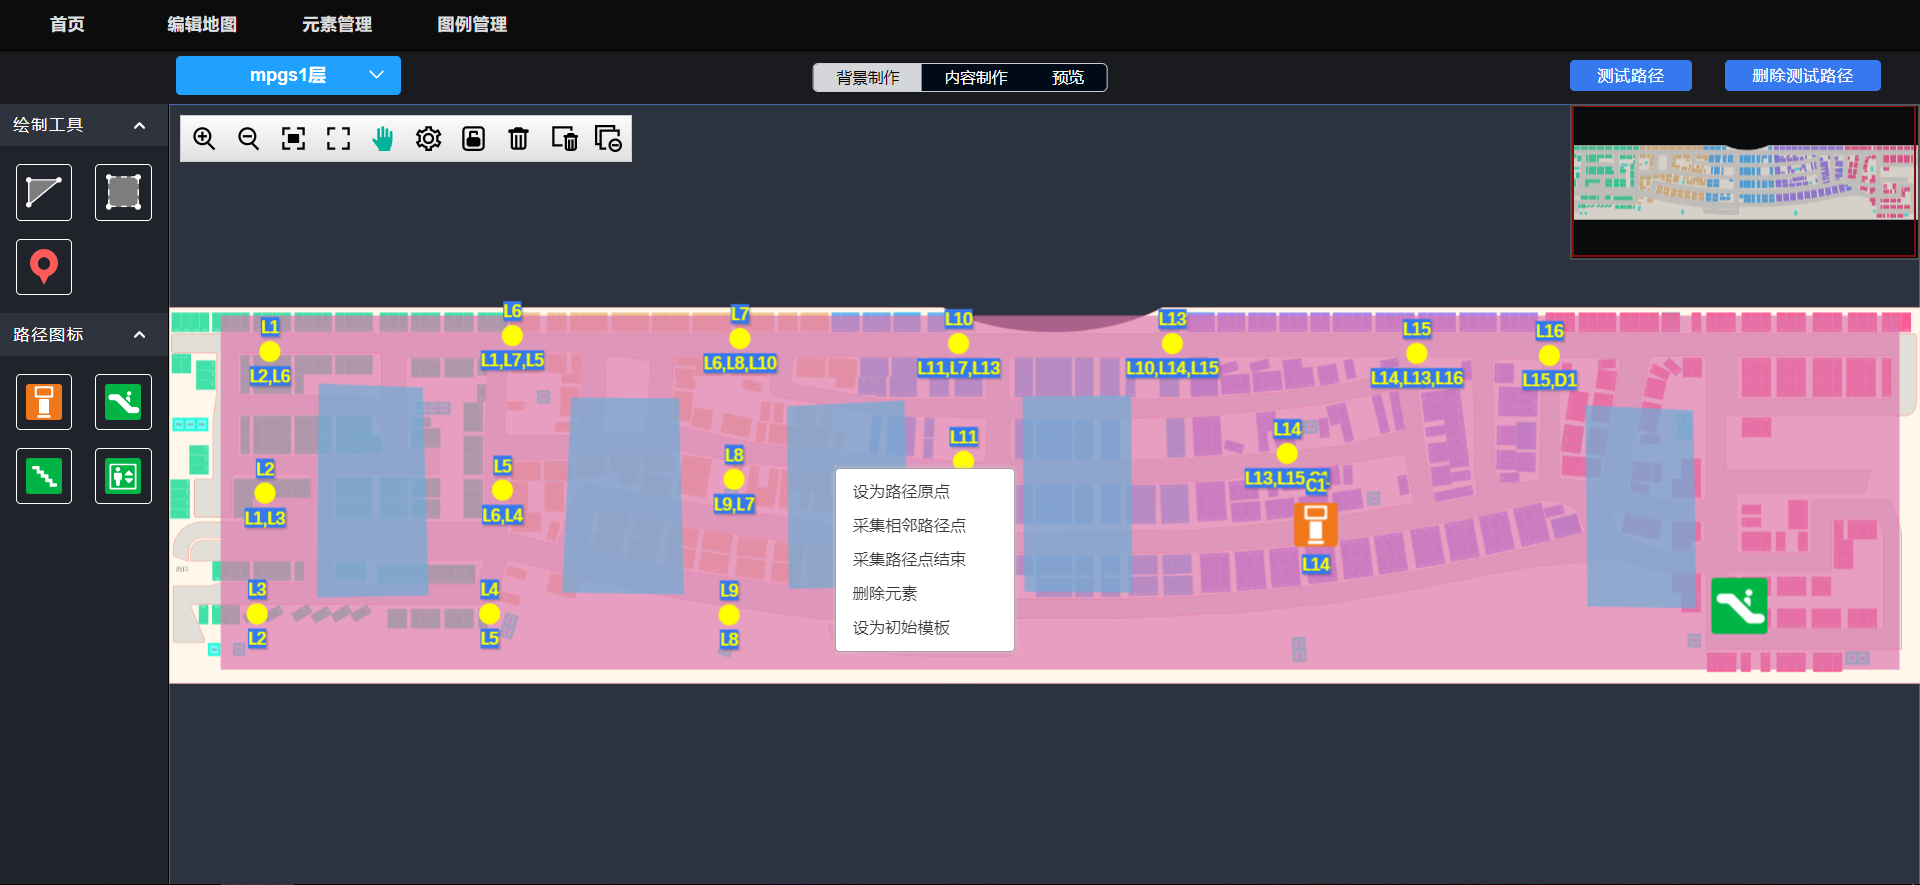 首页 编辑地图 元素管理 图例管理
mpgs1层 背景制作 内容制作 预览 测试路径 删除测试路径
绘制工具
路径图标
L1
L2,L6
L6
L1,L7,L5
L7
L6,L8,L10
L10
L11,L7,L13
L13
L10,L14,L15
L15
L14,L13,L16
L16
L15,D1
L2
L1,L3
L5
L6,L4
L8
L9,L7
L11
L14
L13,L15
C1
L14
L3
L2
L4
L5
L9
L8
设为路径原点
采集相邻路径点
采集路径点结束
删除元素
设为初始模板